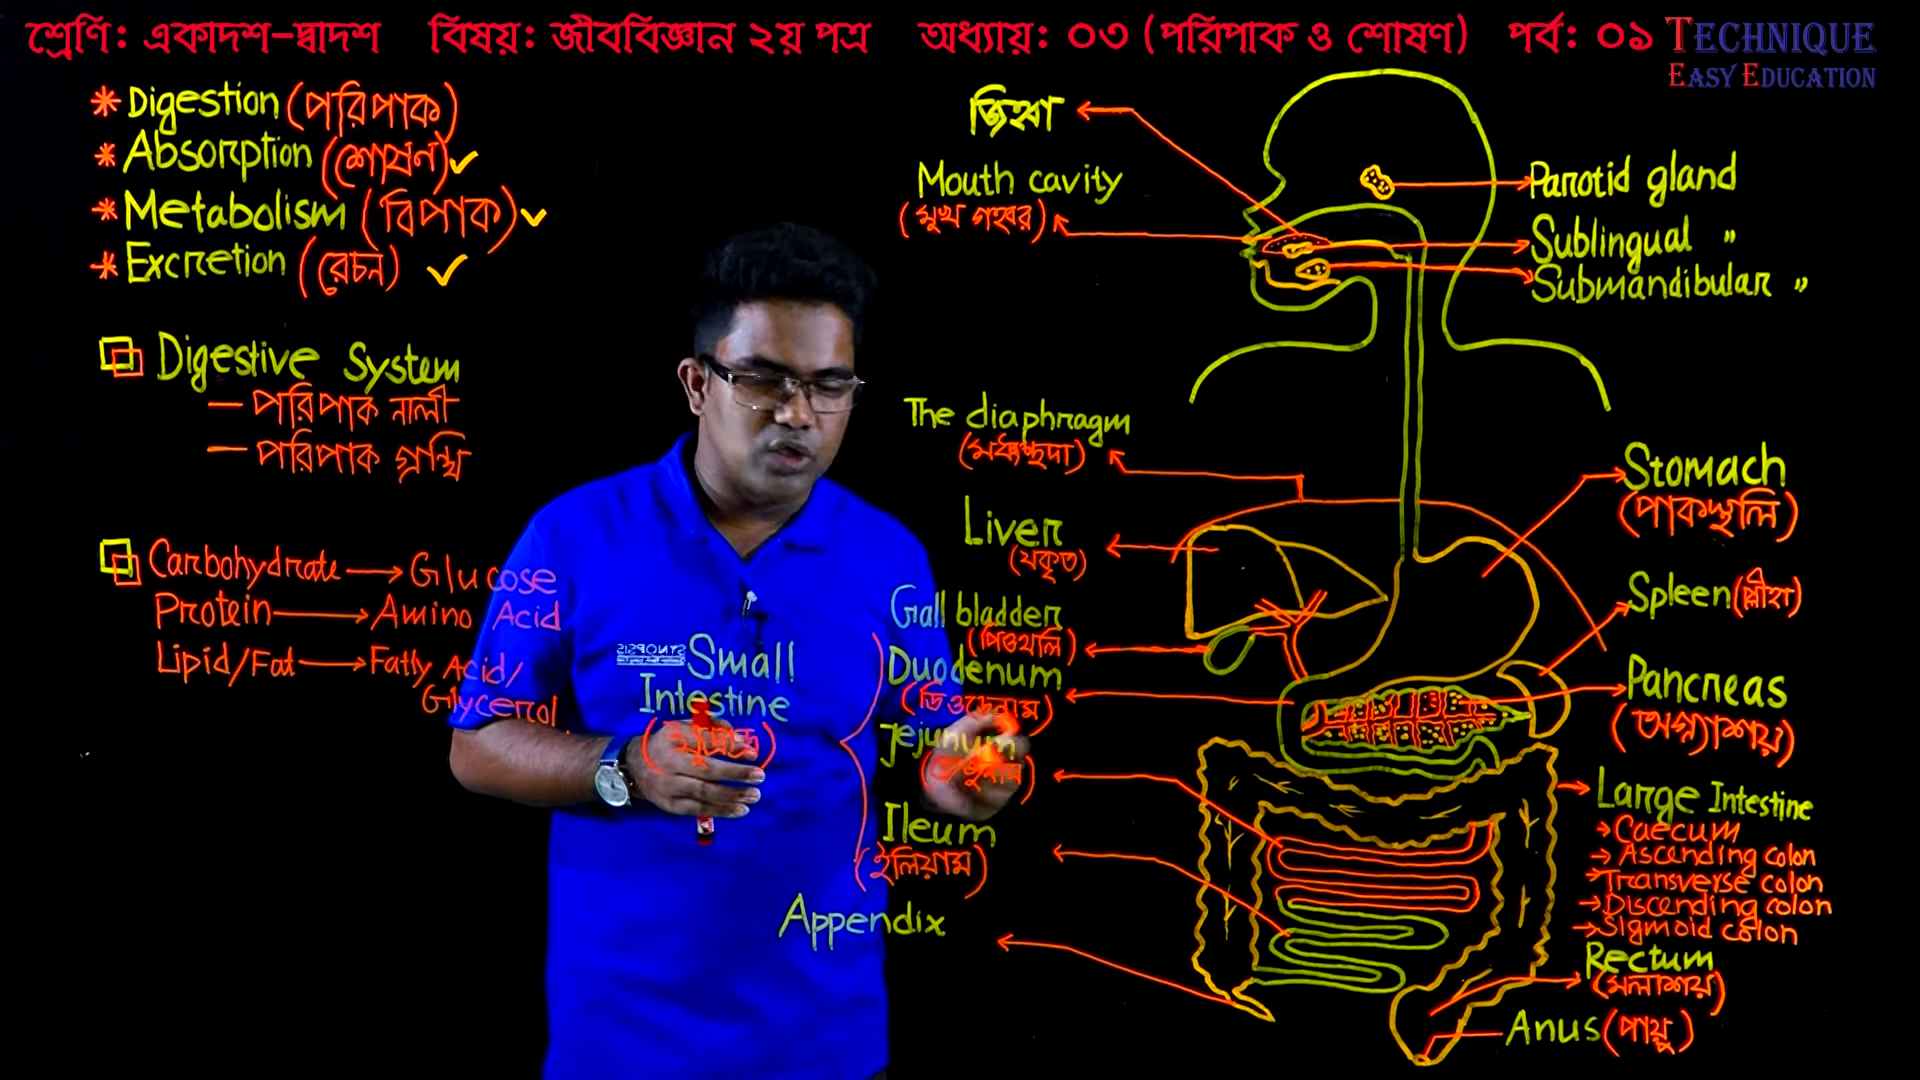 শ্রেণি: একাদশ-দ্বাদশ বিষয়: জীববিজ্ঞান ২য় পত্র অধ্যায়: ০৩ (পরিপাক ও শোষণ) পর্ব: ০১
TECHNIQUE
EASY EDUCATION
* Digestion (পরিপাক)
* Absorption (শোষন) ✓
* Metabolism (বিপাক) ✓
* Excretion (রেচন) ✓
Digestive System
— পরিপাক নালী
— পরিপাক গ্রন্থি
Carbohydrate → Glucose
Protein → Amino Acid
Lipid/Fat → Fatty Acid/
Glycerol
Small
Intestine
জিহবা
Mouth cavity
(মুখ গহবর)
The diaphragm
(মধ্যচ্ছদা)
Liver
(যকৃত)
Gall bladder
(পিত্তথলি)
Duodenum
(ডিওডেনাম)
Jejunum
Ileum
(ইলিয়াম)
Appendix
Parotid gland
Sublingual "
Submandibular "
Stomach
(পাকস্থলি)
Spleen (প্লীহা)
Pancreas
(অগ্ন্যাশয়)
Large Intestine
→ Caecum
→ Ascending colon
→ Transverse colon
→ Discending colon
→ Sigmoid colon
Rectum
(মলাশয়)
Anus (পায়ু)